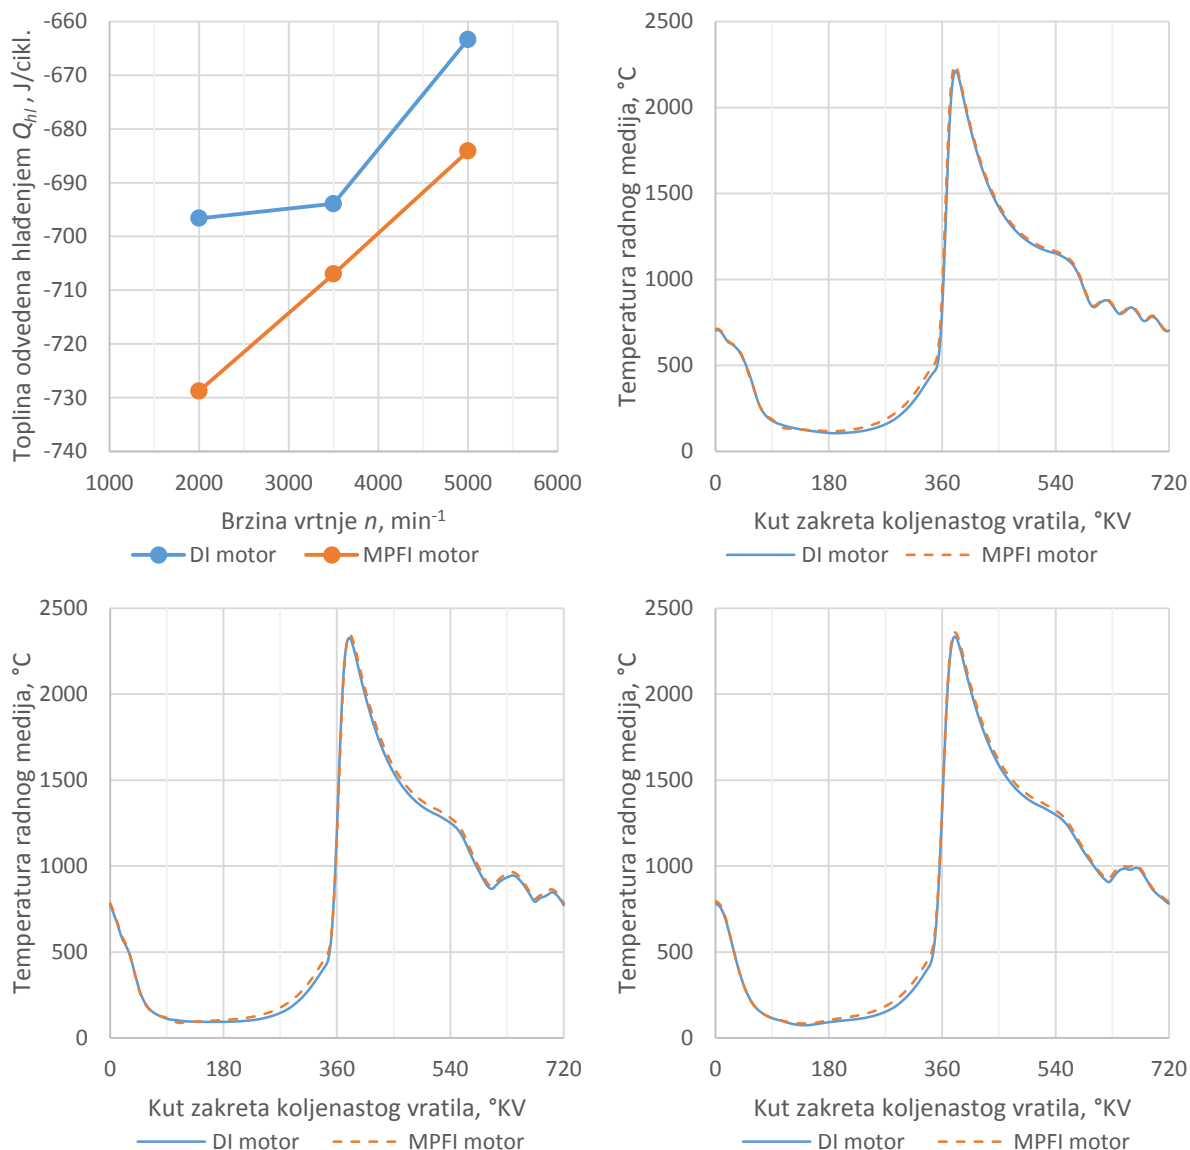 Toplina odvedena hlađenjem Qhl , J/cikl.
-660
-670
-680
-690
-700
-710
-720
-730
-740
1000 2000 3000 4000 5000 6000
Brzina vrtnje n, min-1
DI motor MPFI motor
Temperatura radnog medija, °C
2500
2000
1500
1000
500
0
0 180 360 540 720
Kut zakreta koljenastog vratila, °KV
DI motor MPFI motor
Temperatura radnog medija, °C
2500
2000
1500
1000
500
0
0 180 360 540 720
Kut zakreta koljenastog vratila, °KV
DI motor MPFI motor
Temperatura radnog medija, °C
2500
2000
1500
1000
500
0
0 180 360 540 720
Kut zakreta koljenastog vratila, °KV
DI motor MPFI motor